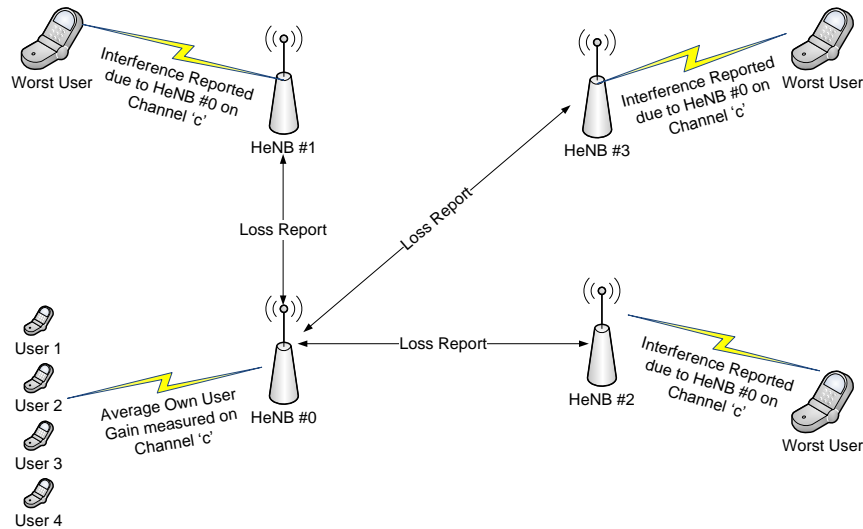 Worst User
Interference Reported
due to HeNB #0 on
Channel 'c'
HeNB #1
HeNB #3
Interference Reported
due to HeNB #0 on
Channel 'c'
Worst User
Loss Report
Loss Report
User 1
User 2
User 3
User 4
Average Own User
Gain measured on
Channel 'c'
HeNB #0
Loss Report
HeNB #2
Interference Reported
due to HeNB #0 on
Channel 'c'
Worst User